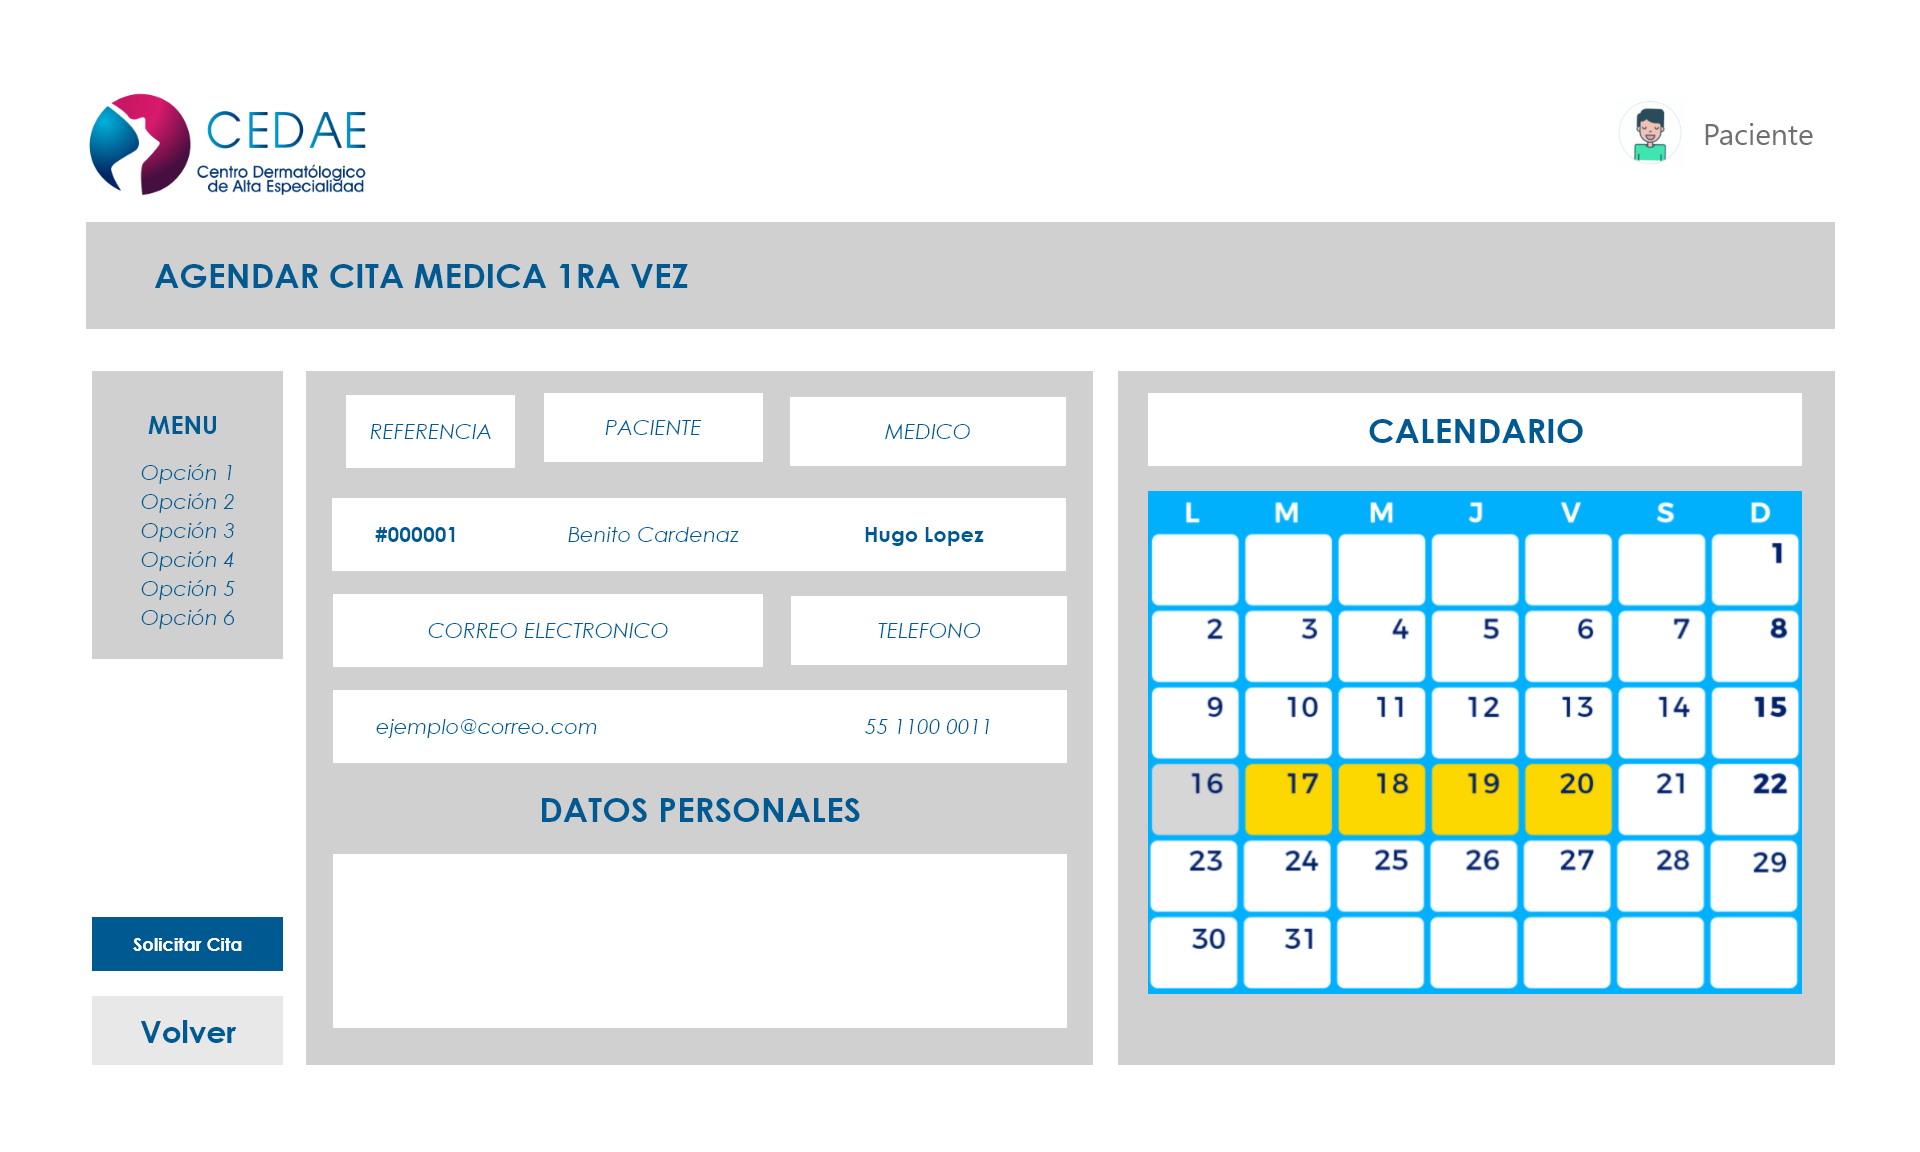 CEDAE
Centro Dermatólogico
de Alta Especialidad
Paciente
AGENDAR CITA MEDICA 1RA VEZ
MENU
Opción 1
Opción 2
Opción 3
Opción 4
Opción 5
Opción 6
Solicitar Cita
Volver
REFERENCIA PACIENTE MEDICO
#000001 Benito Cardenaz Hugo Lopez
CORREO ELECTRONICO TELEFONO
ejemplo@correo.com 55 1100 0011
DATOS PERSONALES
CALENDARIO
L M M J V S D
1
2 3 4 5 6 7 8
9 10 11 12 13 14 15
16 17 18 19 20 21 22
23 24 25 26 27 28 29
30 31